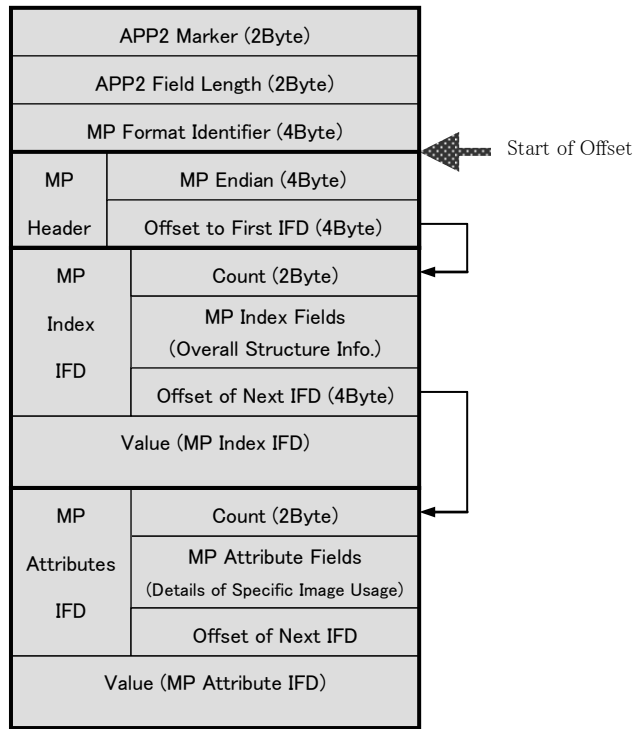 APP2 Marker (2Byte)
APP2 Field Length (2Byte)
MP Format Identifier (4Byte)
Start of Offset
MP
Header
MP Endian (4Byte)
Offset to First IFD (4Byte)
MP
Index
IFD
Count (2Byte)
MP Index Fields
(Overall Structure Info.)
Offset of Next IFD (4Byte)
Value (MP Index IFD)
MP
Attributes
IFD
Count (2Byte)
MP Attribute Fields
(Details of Specific Image Usage)
Offset of Next IFD
Value (MP Attribute IFD)